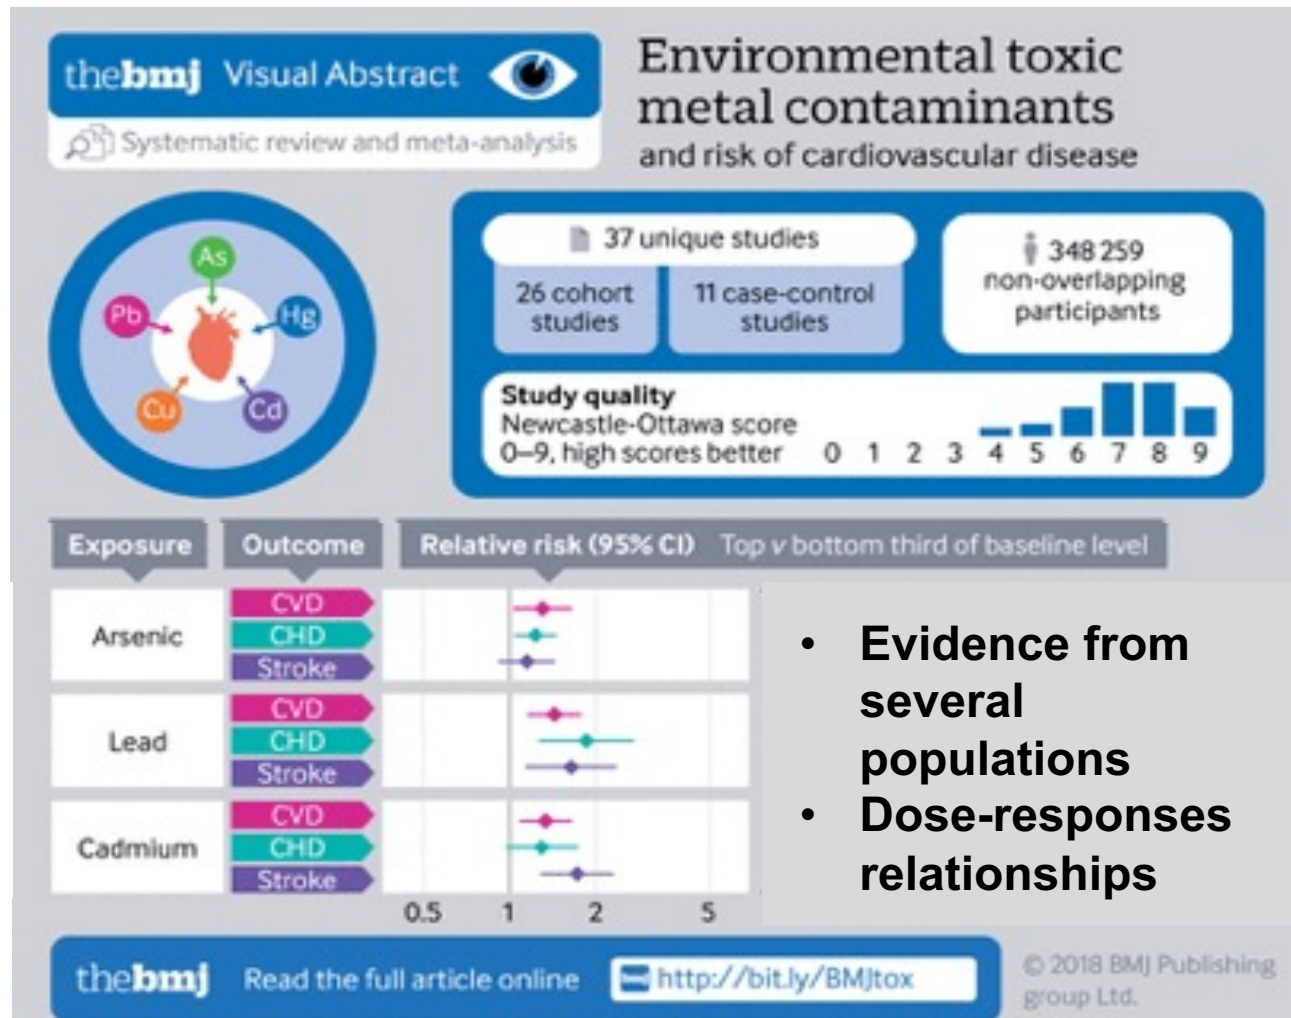 thebmj Visual Abstract
Systematic review and meta-analysis
Environmental toxic
metal contaminants
and risk of cardiovascular disease
As
Pb
Hg
Cu
Cd
37 unique studies
26 cohort
studies
11 case-control
studies
348 259
non-overlapping
participants
Study quality
Newcastle-Ottawa score
0–9, high scores better
0 1 2 3 4 5 6 7 8 9
Exposure
Outcome
Relative risk (95% CI) Top v bottom third of baseline level
Arsenic
CVD
CHD
Stroke
Lead
CVD
CHD
Stroke
Cadmium
CVD
CHD
Stroke
0.5 1 2 5
• Evidence from
several
populations
• Dose-responses
relationships
thebmj Read the full article online
http://bit.ly/BMJtox
© 2018 BMJ Publishing
group Ltd.